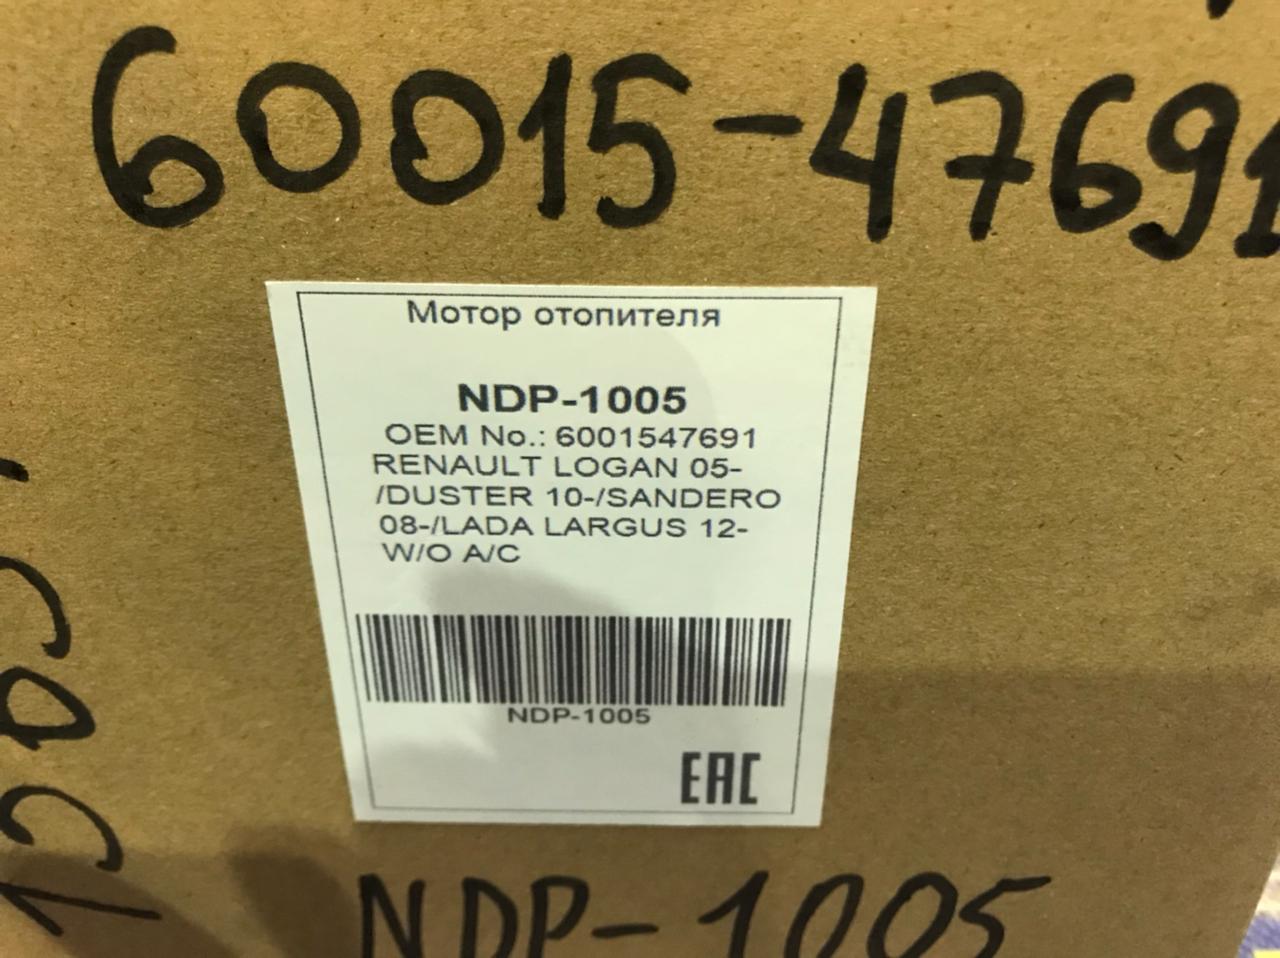 60015-47691
Мотор отопителя
NDP-1005
OEM No.: 6001547691
RENAULT LOGAN 05-
/DUSTER 10-/SANDERO
08-/LADA LARGUS 12-
W/O A/C
NDP-1005
EAC
NDP-1005